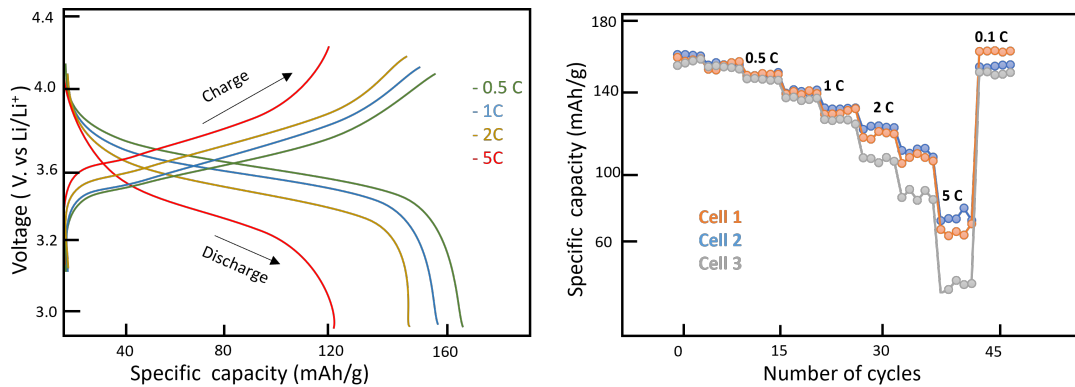 4.4
4.0
3.6
3.2
3.0
Voltage ( V. vs Li/Li⁺)
Charge
Discharge
- 0.5 C
- 1C
- 2C
- 5C
40
80
120
160
Specific capacity (mAh/g)
180
140
100
60
Specific capacity (mAh/g)
0.5 C
1 C
2 C
5 C
0.1 C
Cell 1
Cell 2
Cell 3
0
15
30
45
Number of cycles